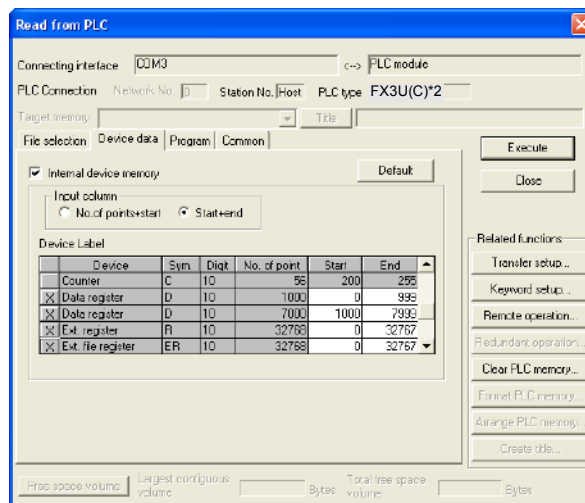 Read from PLC
Connecting interface COM3 <--> PLC module
PLC Connection Network No. 0 Station No. Host PLC type FX3U(C)*2
Target memory Title
File selection Device data Program Common
Execute
Internal device memory Default
Close
Input column
No.of points+start Start+end
Device Label
Device Sym. Digit No. of point Start End
Counter C 10 56 200 255
X Data register D 10 1000 0 999
X Data register D 10 7000 1000 7999
X Ext. register R 10 32768 0 32767
X Ext. file register ER 10 32768 0 32767
Related functions
Transfer setup...
Keyword setup...
Remote operation...
Redundant operation...
Clear PLC memory...
Format PLC memory...
Arrange PLC memory...
Create title...
Free space volume Largest contiguous volume Bytes Total free space volume Bytes